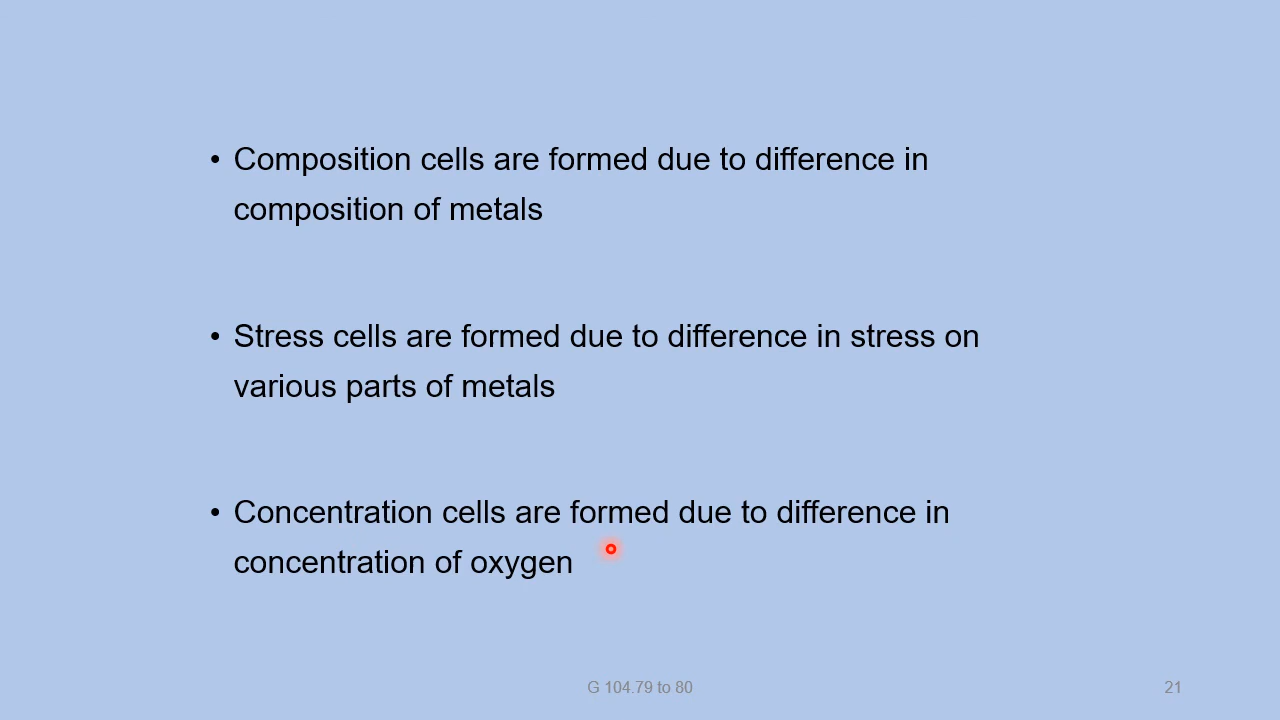 • Composition cells are formed due to difference in
composition of metals
• Stress cells are formed due to difference in stress on
various parts of metals
• Concentration cells are formed due to difference in
concentration of oxygen
G 104.79 to 80
21